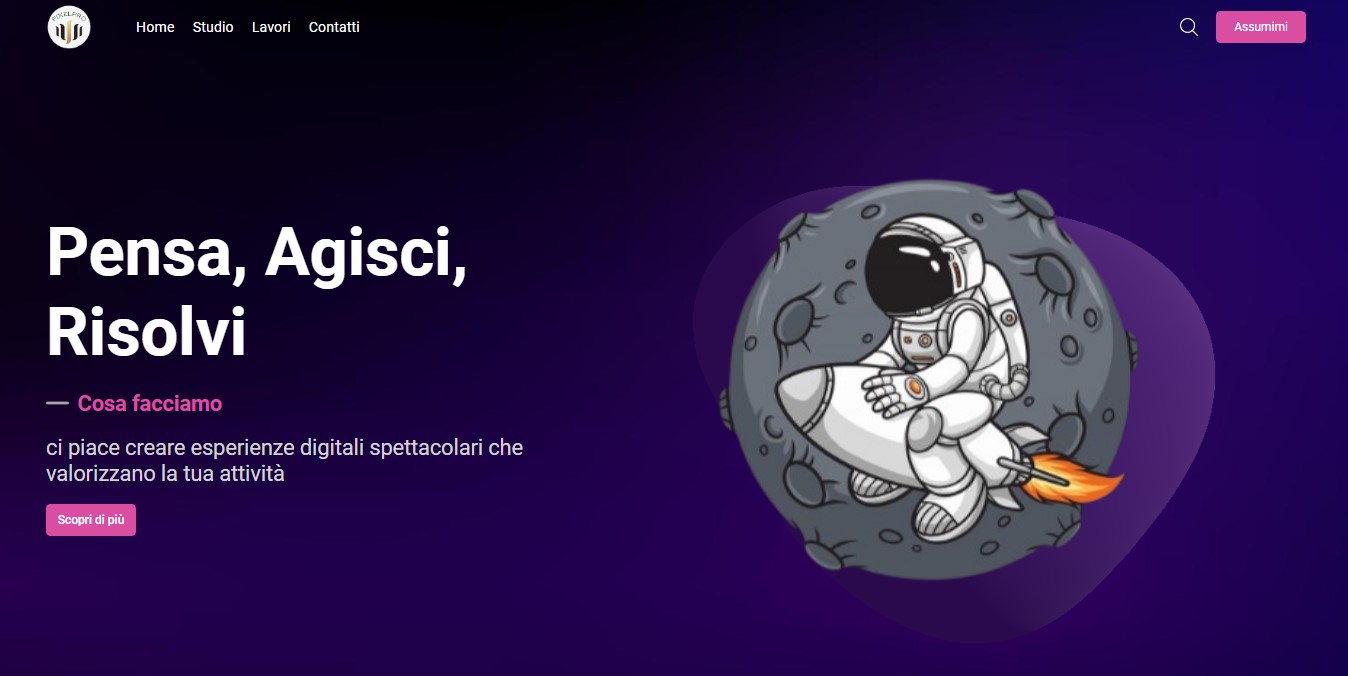 PIXELPRO
Home Studio Lavori Contatti
Assumimi
Pensa, Agisci,
Risolvi
— Cosa facciamo
ci piace creare esperienze digitali spettacolari che
valorizzano la tua attività
Scopri di più